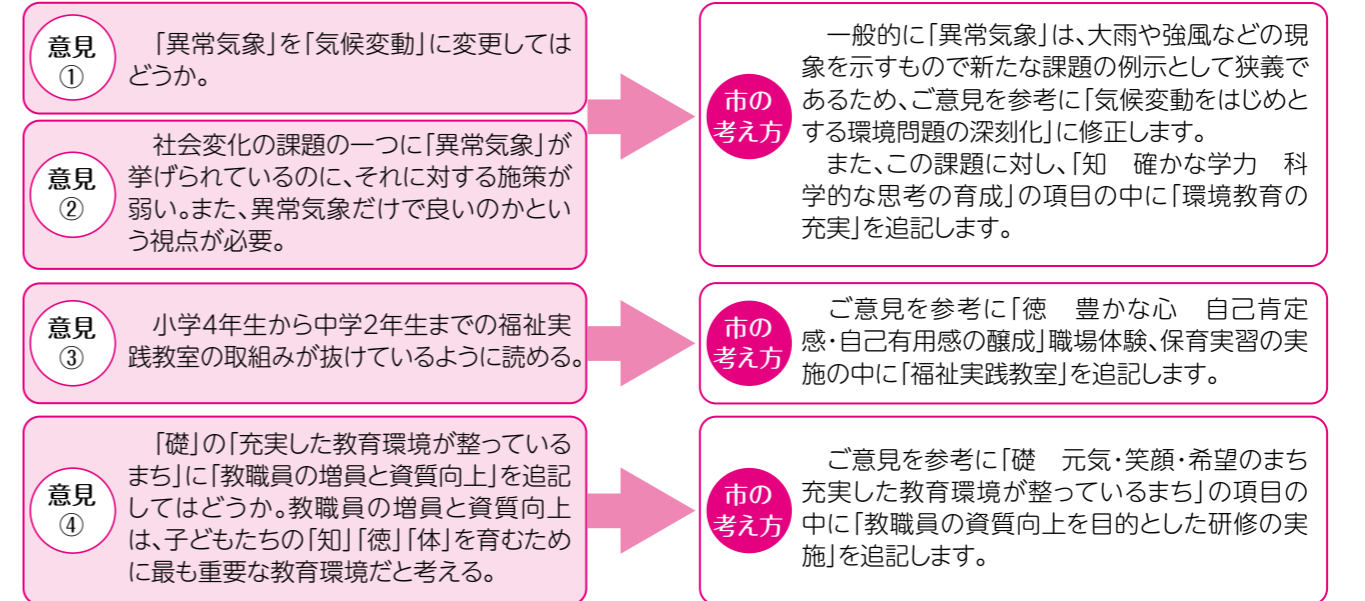 意見
①
「異常気象」を「気候変動」に変更しては
どうか。
意見
②
社会変化の課題の一つに「異常気象」が
挙げられているのに、それに対する施策が
弱い。また、異常気象だけで良いのかとい
う視点が必要。
市の
考え方
一般的に「異常気象」は、大雨や強風などの現
象を示すもので新たな課題の例示として狭義で
あるため、ご意見を参考に「気候変動をはじめと
する環境問題の深刻化」に修正します。
また、この課題に対し、「知　確かな学力　科
学的な思考の育成」の項目の中に「環境教育の
充実」を追記します。
意見
③
小学4年生から中学2年生までの福祉実
践教室の取組みが抜けているように読める。
市の
考え方
ご意見を参考に「徳　豊かな心　自己肯定
感・自己有用感の醸成」職場体験、保育実習の実
施の中に「福祉実践教室」を追記します。
意見
④
「礎」の「充実した教育環境が整っている
まち」に「教職員の増員と資質向上」を追記
してはどうか。教職員の増員と資質向上
は、子どもたちの「知」「徳」「体」を育むため
に最も重要な教育環境だと考える。
市の
考え方
ご意見を参考に「礎　元気・笑顔・希望のまち
充実した教育環境が整っているまち」の項目の
中に「教職員の資質向上を目的とした研修の実
施」を追記します。